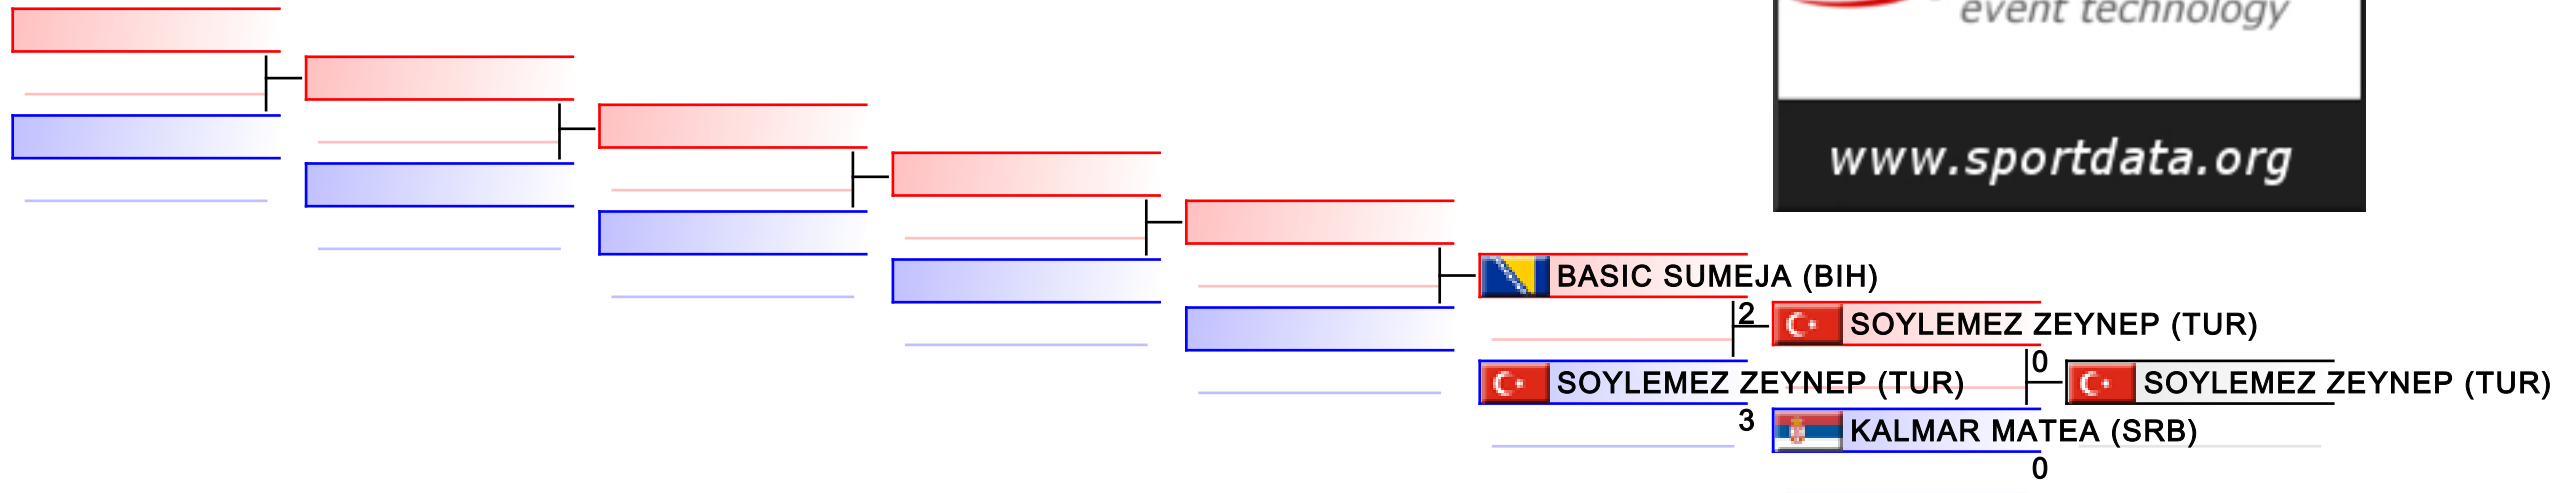 event technology
www.sportdata.org
BASIC SUMEJA (BIH)
2
SOYLEMEZ ZEYNEP (TUR)
0
SOYLEMEZ ZEYNEP (TUR)
SOYLEMEZ ZEYNEP (TUR)
3
KALMAR MATEA (SRB)
0